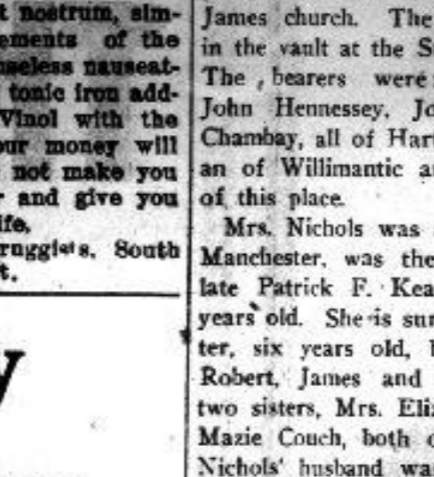 t nostrum, sim-
ements of the
useless nauseat-
tonic iron add-
Vinol with the
our money will
not make you
r and give you
ife.
ruggists, South
t.
y
James church. The
in the vault at the S
The bearers were
John Hennessey, Jo
Chambay, all of Hart
an of Willimantic a
of this place.
Mrs. Nichols was
Manchester, was the
late Patrick F. Kea
years old. She is sur
ter, six years old, b
Robert, James and
two sisters, Mrs. Eliz
Mazie Couch, both o
Nichols' husband wa